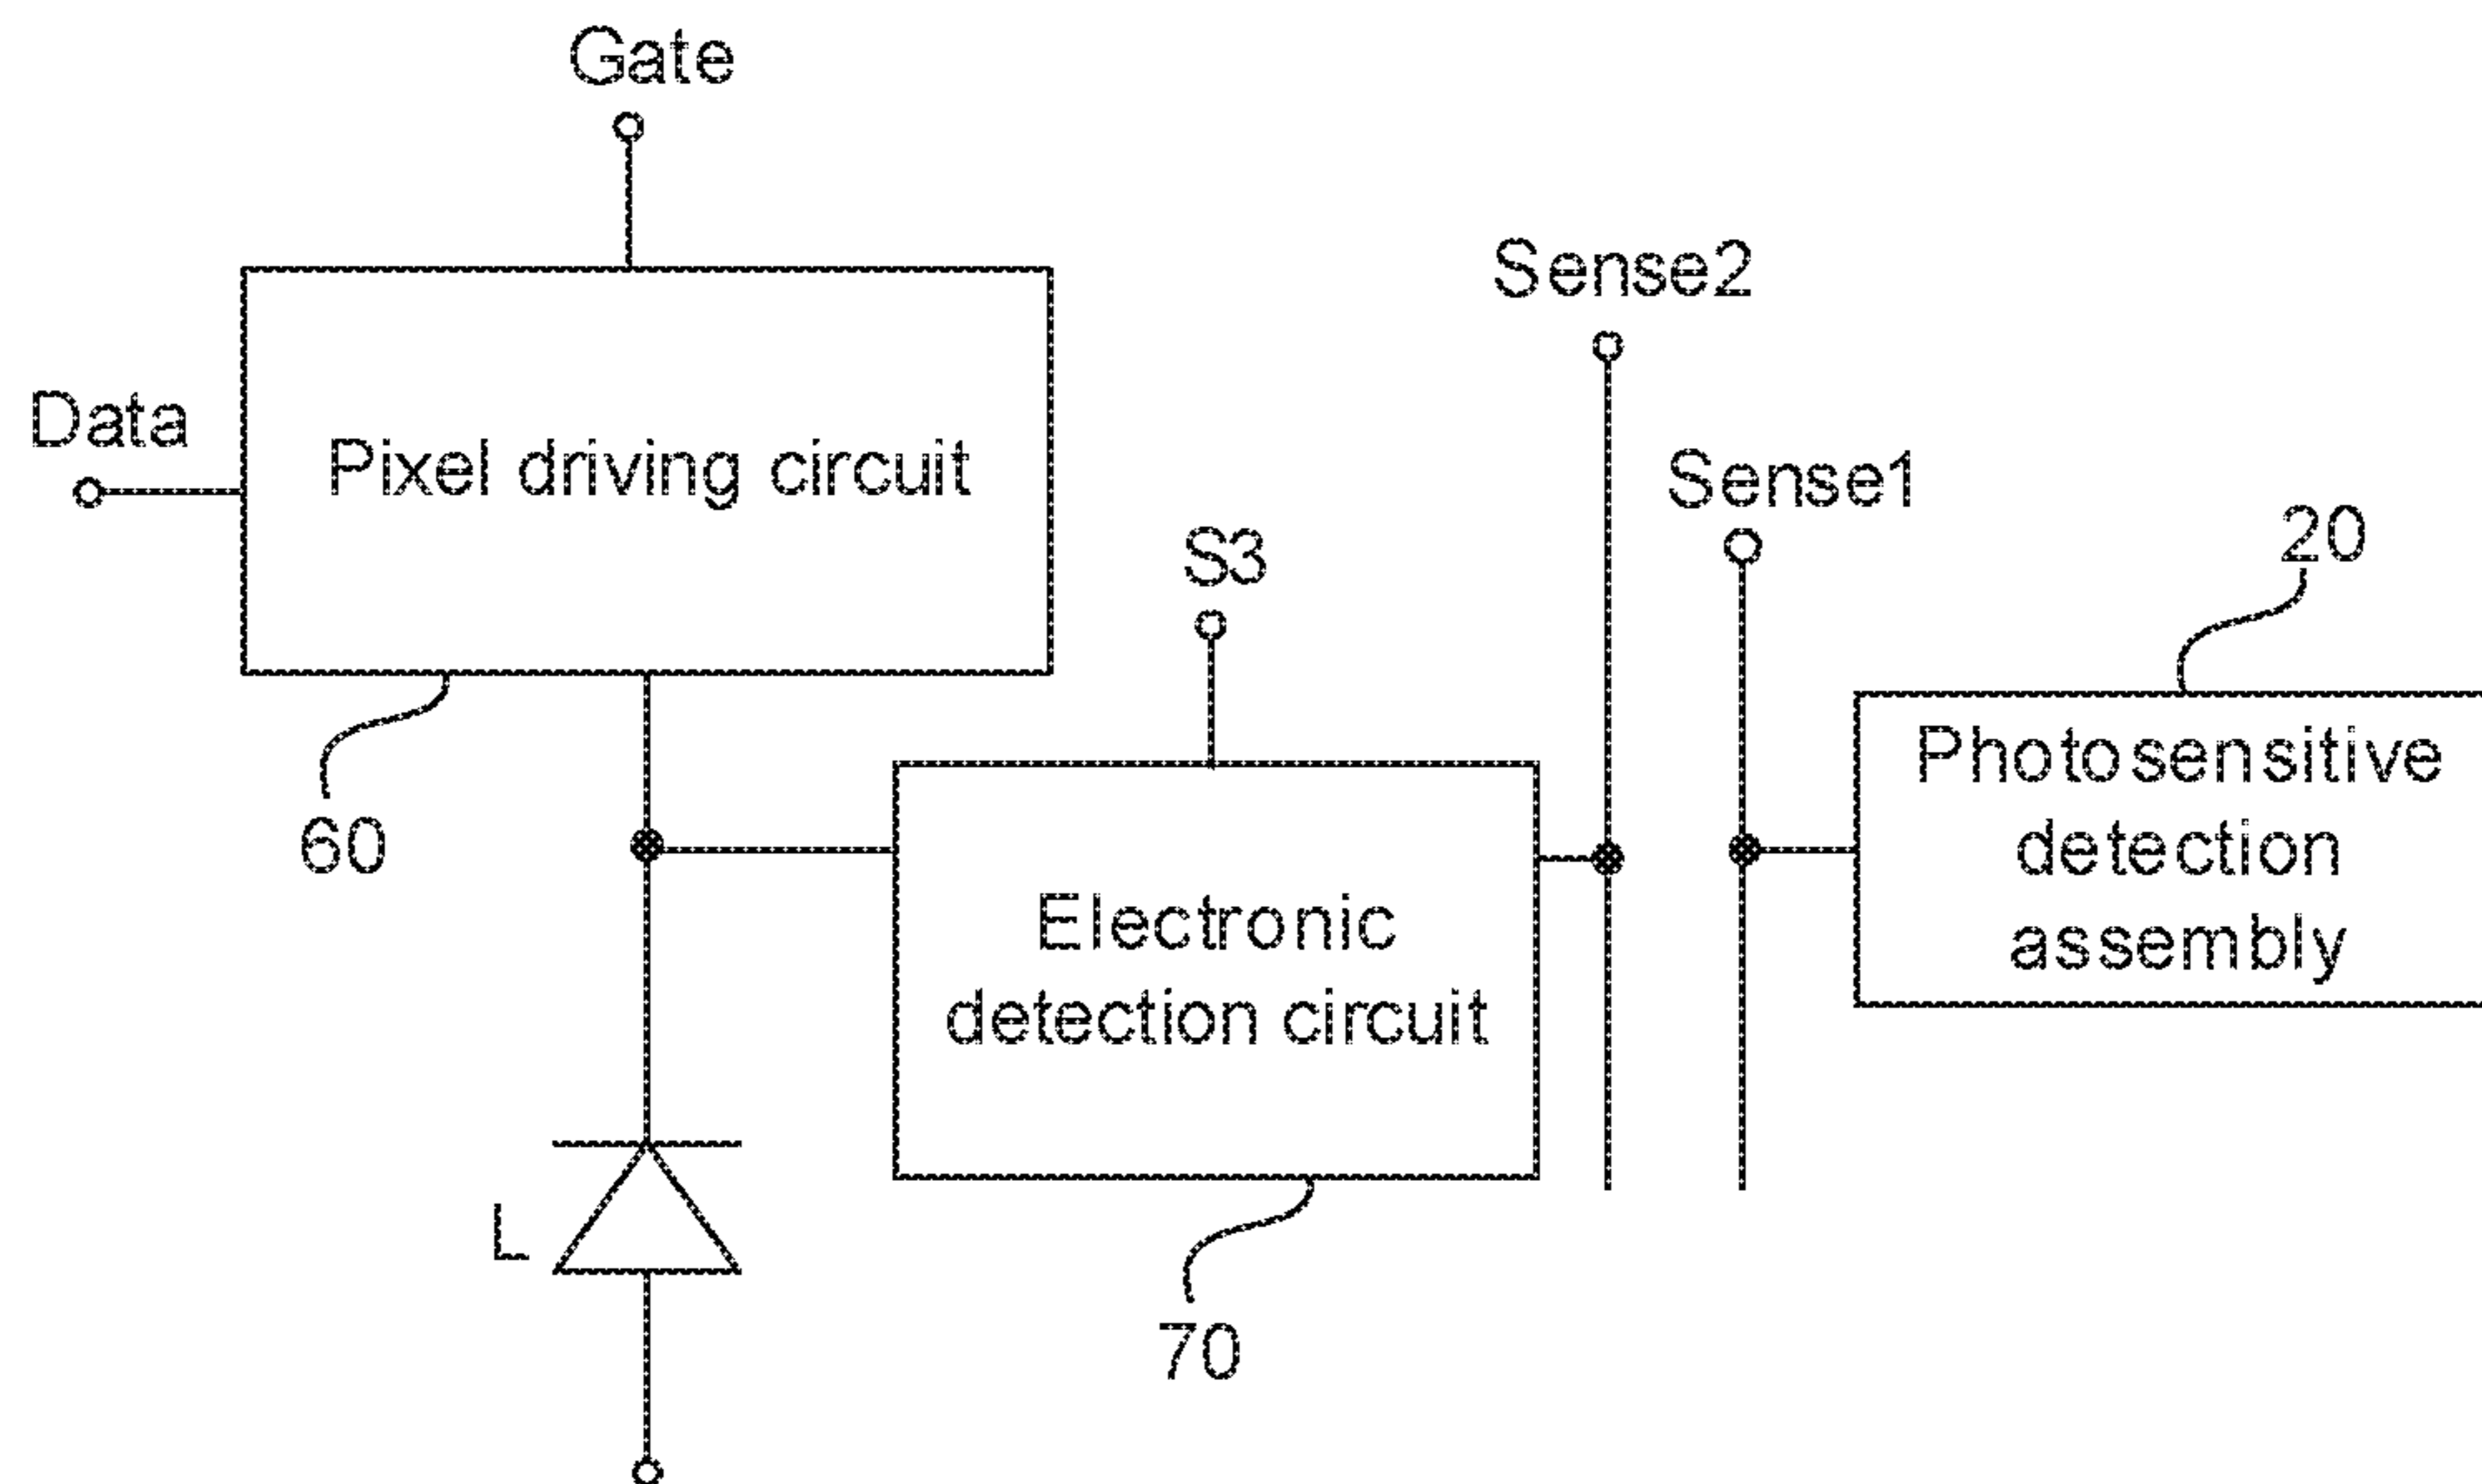 Gate
Data
Pixel driving circuit
Sense2
Sense1
S3
20
60
Photosensitive
detection
assembly
Electronic
detection circuit
L
70